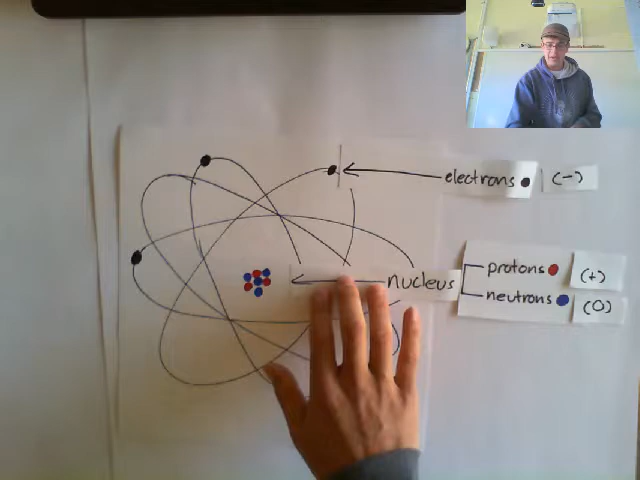 electrons (-)
protons (+)
nucleus
neutrons (0)